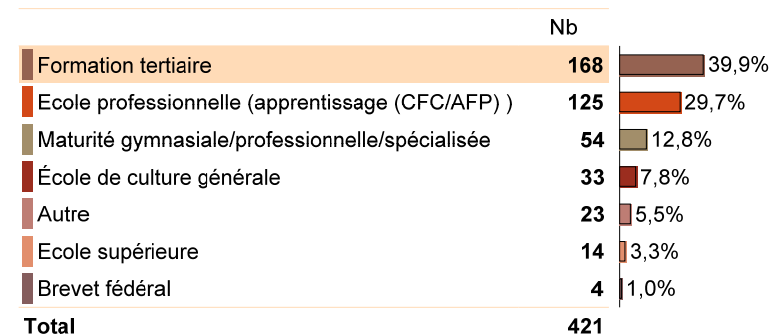 Nb
Formation tertiaire 168 39,9%
Ecole professionnelle (apprentissage (CFC/AFP) ) 125 29,7%
Maturité gymnasiale/professionnelle/spécialisée 54 12,8%
École de culture générale 33 7,8%
Autre 23 5,5%
Ecole supérieure 14 3,3%
Brevet fédéral 4 1,0%
Total 421